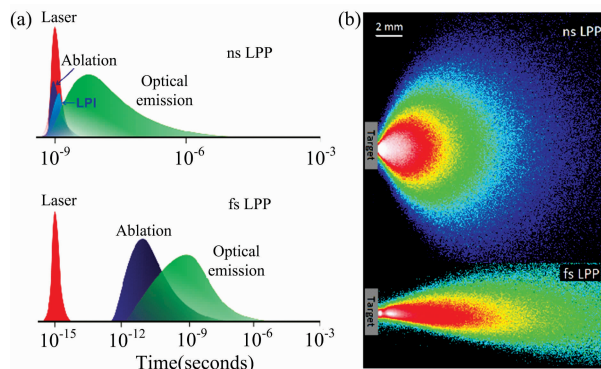 (a)
Laser
Ablation
ns LPP
Optical
emission
LPI
10-9
10-6
10-3
Laser
fs LPP
Ablation
Optical
emission
10-15
10-12
10-9
10-6
10-3
Time(seconds)
(b)
2 mm
ns LPP
Target
fs LPP
Target